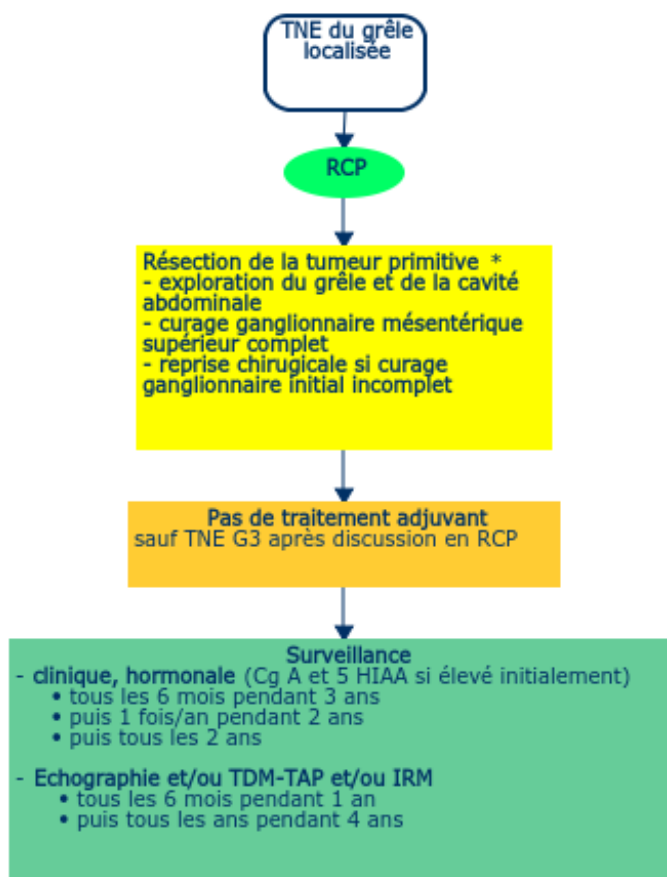 TNE du grêle
localisée
RCP
Résection de la tumeur primitive *
- exploration du grêle et de la cavité
abdominale
- curage ganglionnaire mésentérique
supérieur complet
- reprise chirugicale si curage
ganglionnaire initial incomplet
Pas de traitement adjuvant
sauf TNE G3 après discussion en RCP
Surveillance
- clinique, hormonale (Cg A et 5 HIAA si élevé initialement)
• tous les 6 mois pendant 3 ans
• puis 1 fois/an pendant 2 ans
• puis tous les 2 ans
- Echographie et/ou TDM-TAP et/ou IRM
• tous les 6 mois pendant 1 an
• puis tous les ans pendant 4 ans